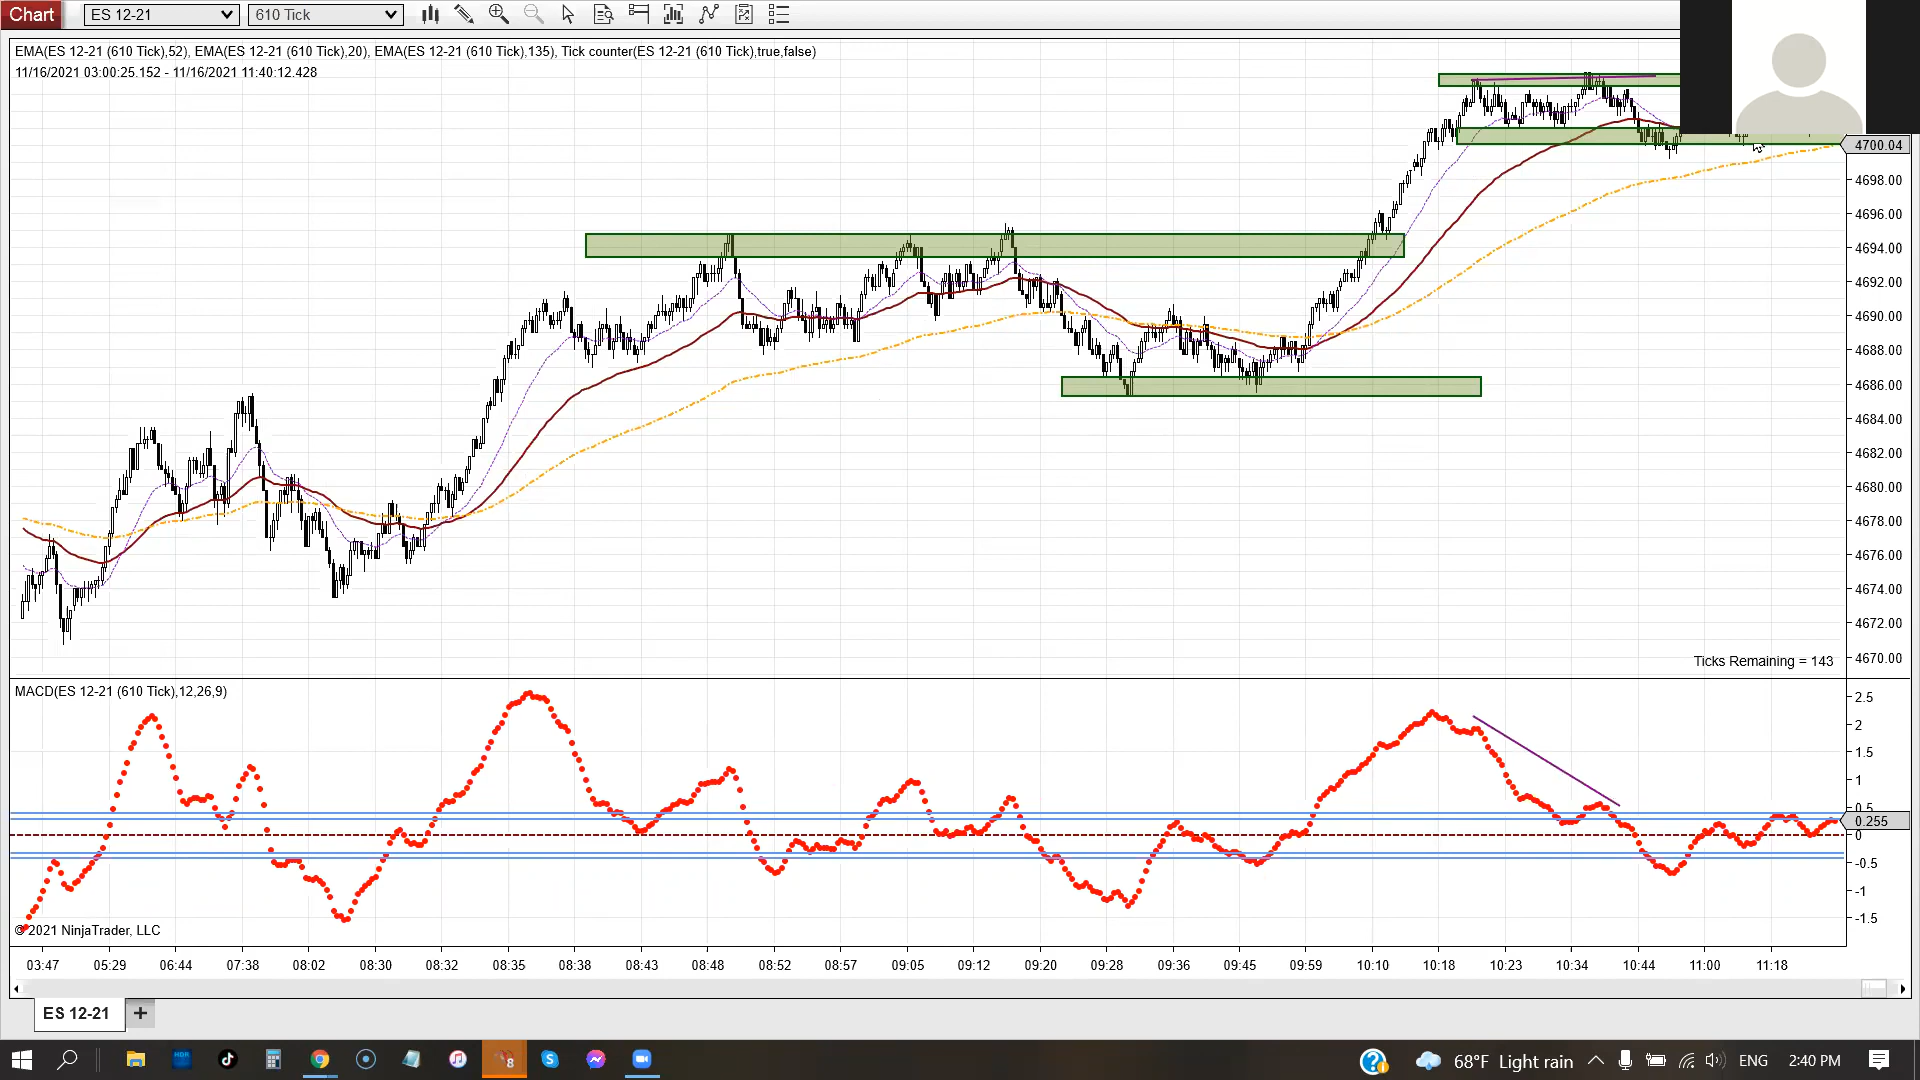 Chart ES 12-21 610 Tick
EMA(ES 12-21 (610 Tick),52), EMA(ES 12-21 (610 Tick),20), EMA(ES 12-21 (610 Tick),135), Tick counter(ES 12-21 (610 Tick),true,false)
11/16/2021 03:00:25.152 - 11/16/2021 11:40:12.428
4700.04
4698.00
4696.00
4694.00
4692.00
4690.00
4688.00
4686.00
4684.00
4682.00
4680.00
4678.00
4676.00
4674.00
4672.00
4670.00
Ticks Remaining = 143
MACD(ES 12-21 (610 Tick),12,26,9)
2.5
2
1.5
1
0.5
0.255
0
-0.5
-1
-1.5
© 2021 NinjaTrader, LLC
03:47 05:29 06:44 07:38 08:02 08:30 08:32 08:35 08:38 08:43 08:48 08:52 08:57 09:05 09:12 09:20 09:28 09:36 09:45 09:59 10:10 10:18 10:23 10:34 10:44 11:00 11:18
ES 12-21 +
HDR 8 S ? 68°F Light rain ENG 2:40 PM